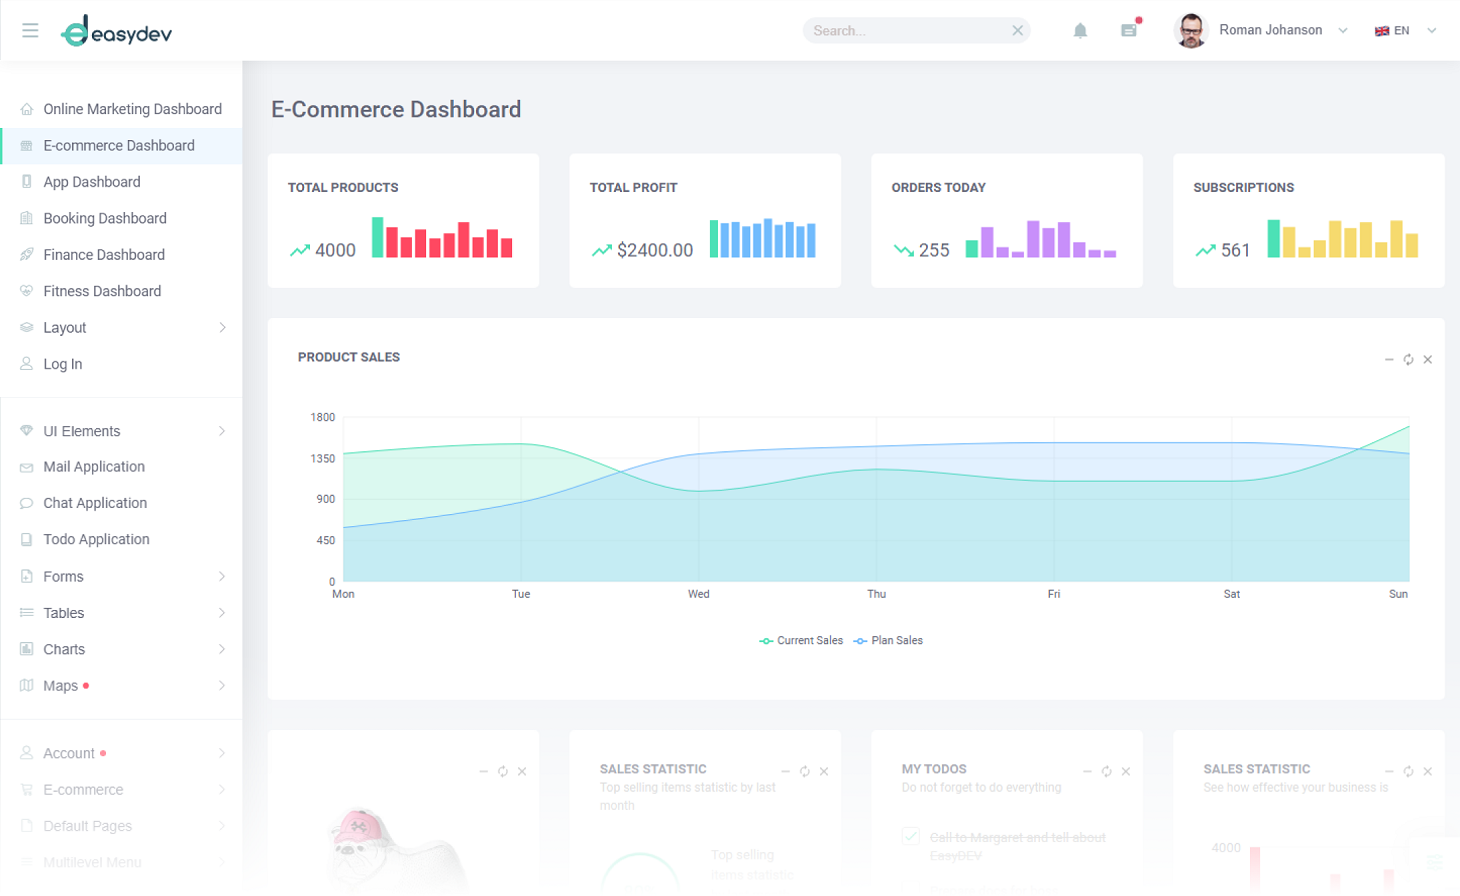 easydev
Search...
Roman Johanson
EN
Online Marketing Dashboard
E-commerce Dashboard
App Dashboard
Booking Dashboard
Finance Dashboard
Fitness Dashboard
Layout
Log In
UI Elements
Mail Application
Chat Application
Todo Application
Forms
Tables
Charts
Maps
Account
E-commerce
Default Pages
Multilevel Menu
E-Commerce Dashboard
TOTAL PRODUCTS
4000
TOTAL PROFIT
$2400.00
ORDERS TODAY
255
SUBSCRIPTIONS
561
PRODUCT SALES
1800
1350
900
450
0
Mon Tue Wed Thu Fri Sat Sun
Current Sales Plan Sales
SALES STATISTIC
Top selling items statistic by last
month
Top selling
items statistic
MY TODOS
Do not forget to do everything
Call to Margaret and tell about
EasyDEV
SALES STATISTIC
See how effective your business is
4000